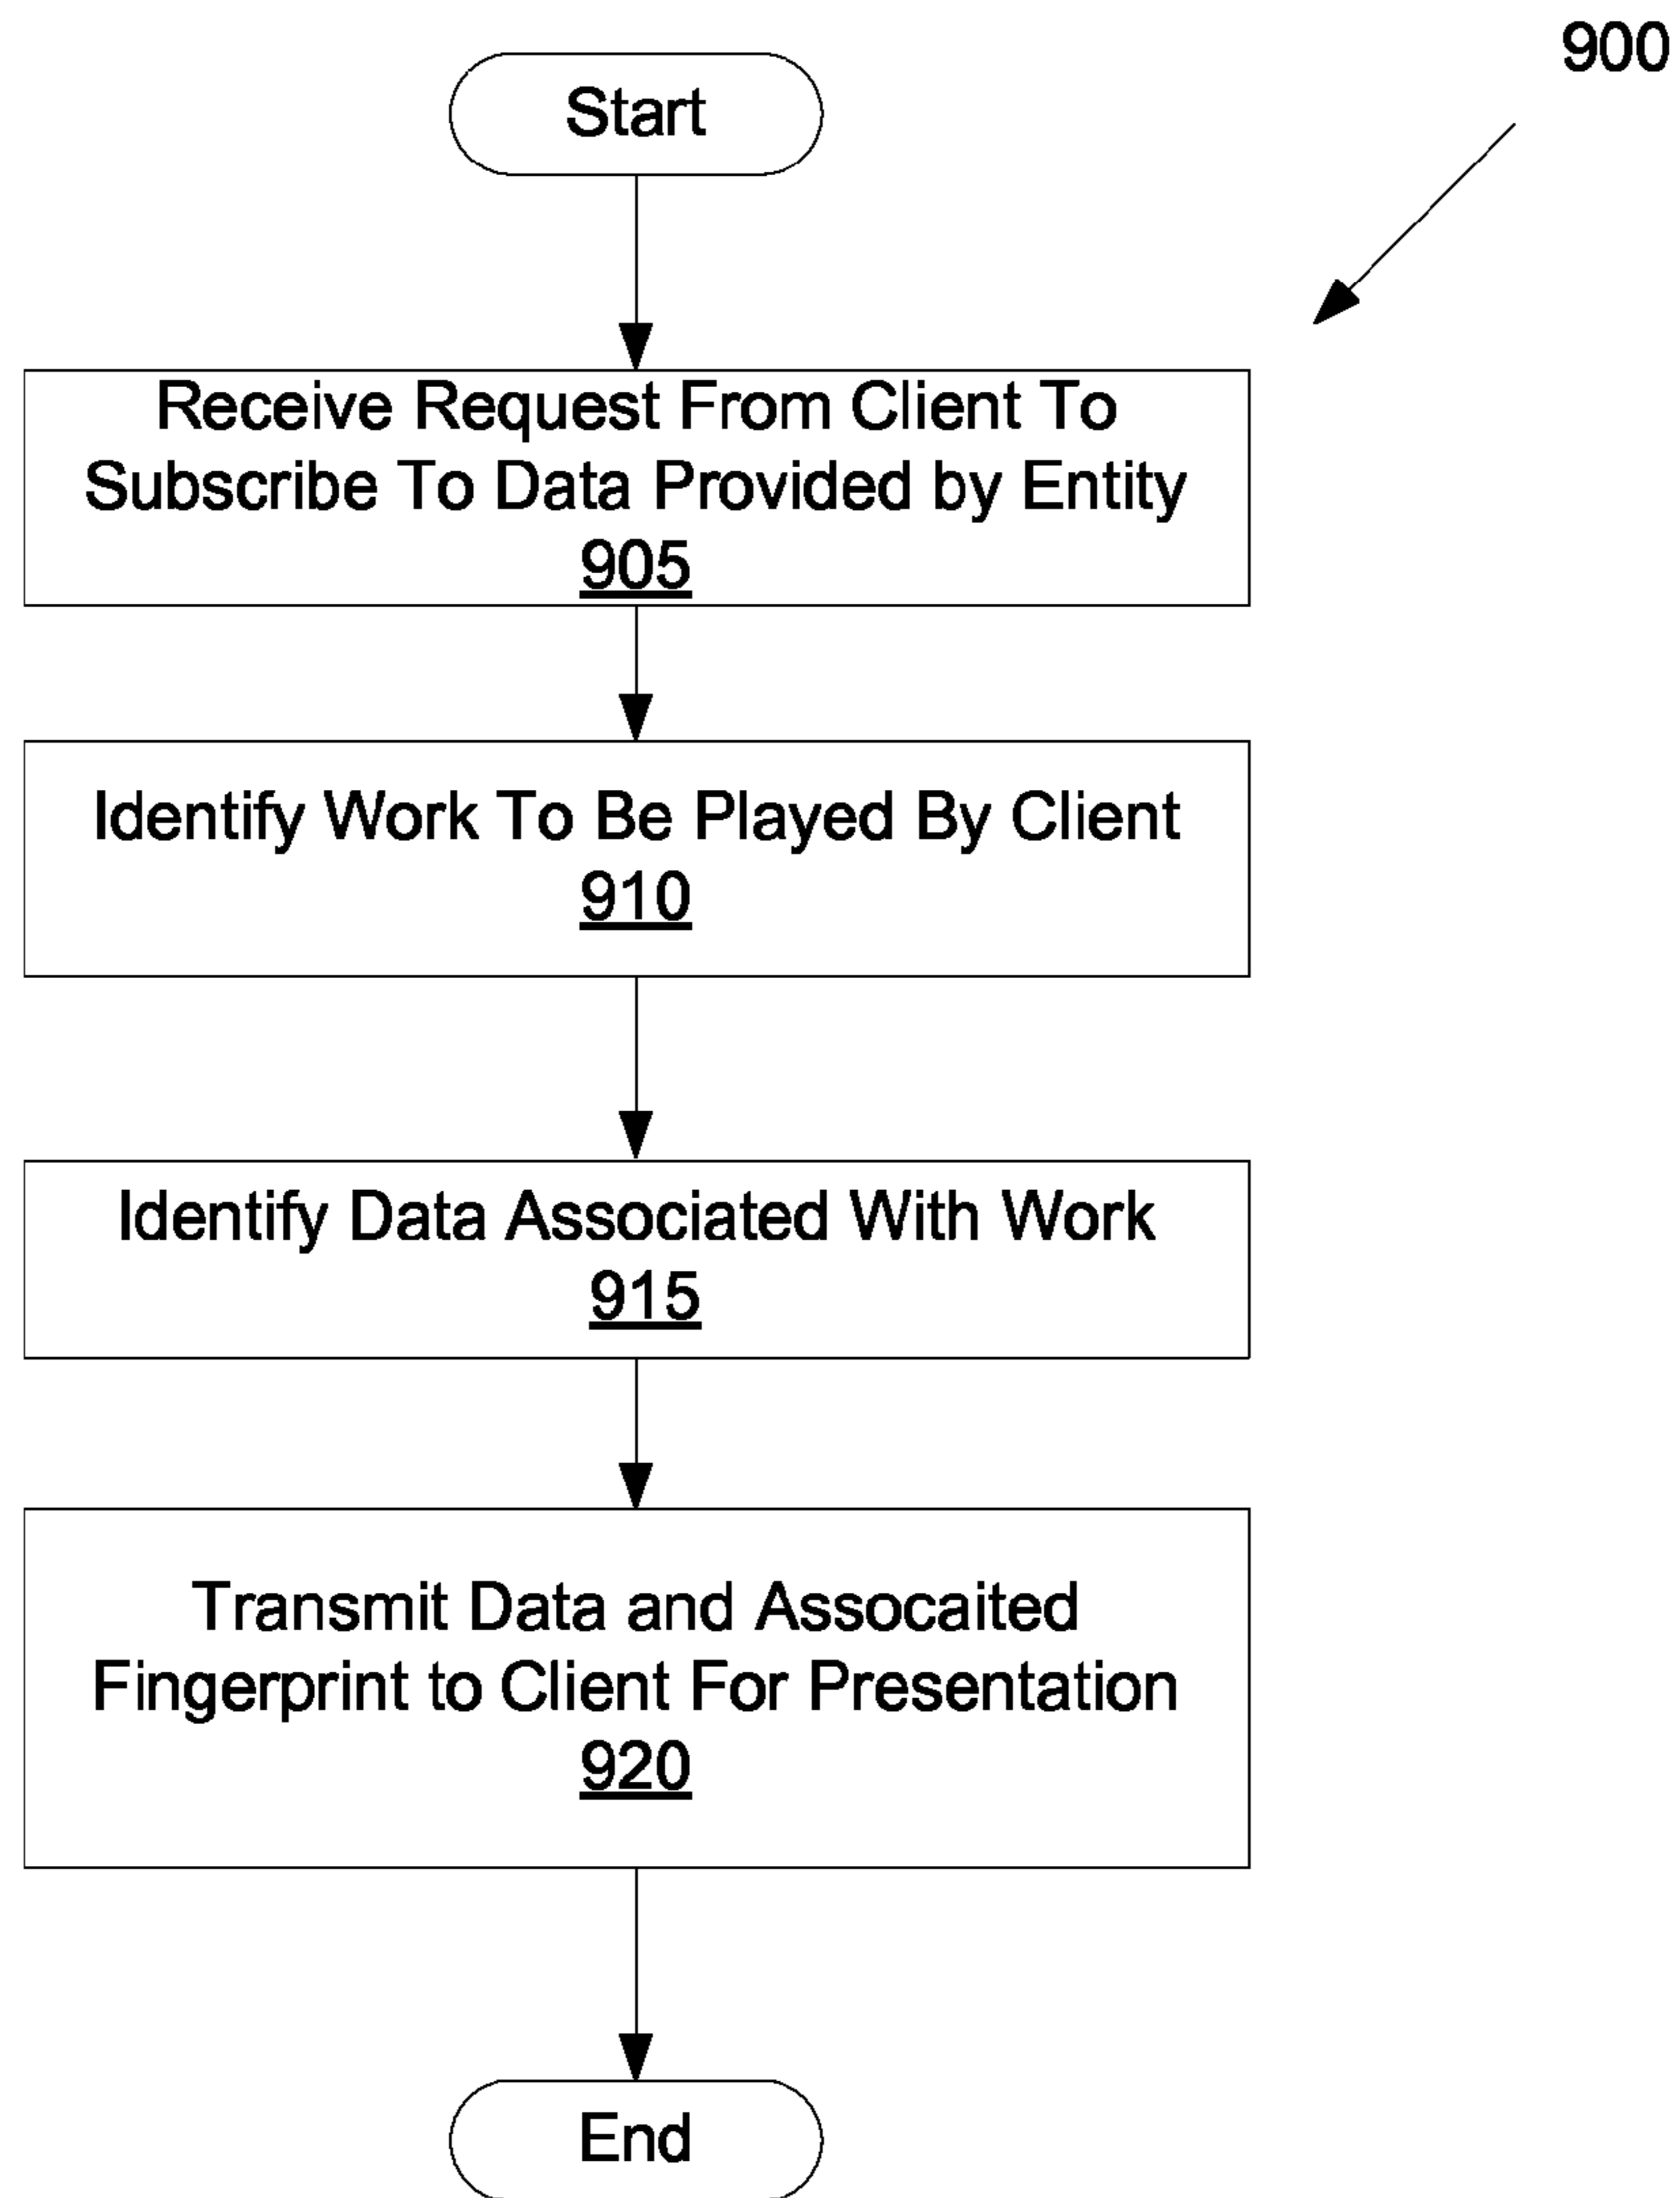 900
Start
Receive Request From Client To
Subscribe To Data Provided by Entity
905
Identify Work To Be Played By Client
910
Identify Data Associated With Work
915
Transmit Data and Assocaited
Fingerprint to Client For Presentation
920
End